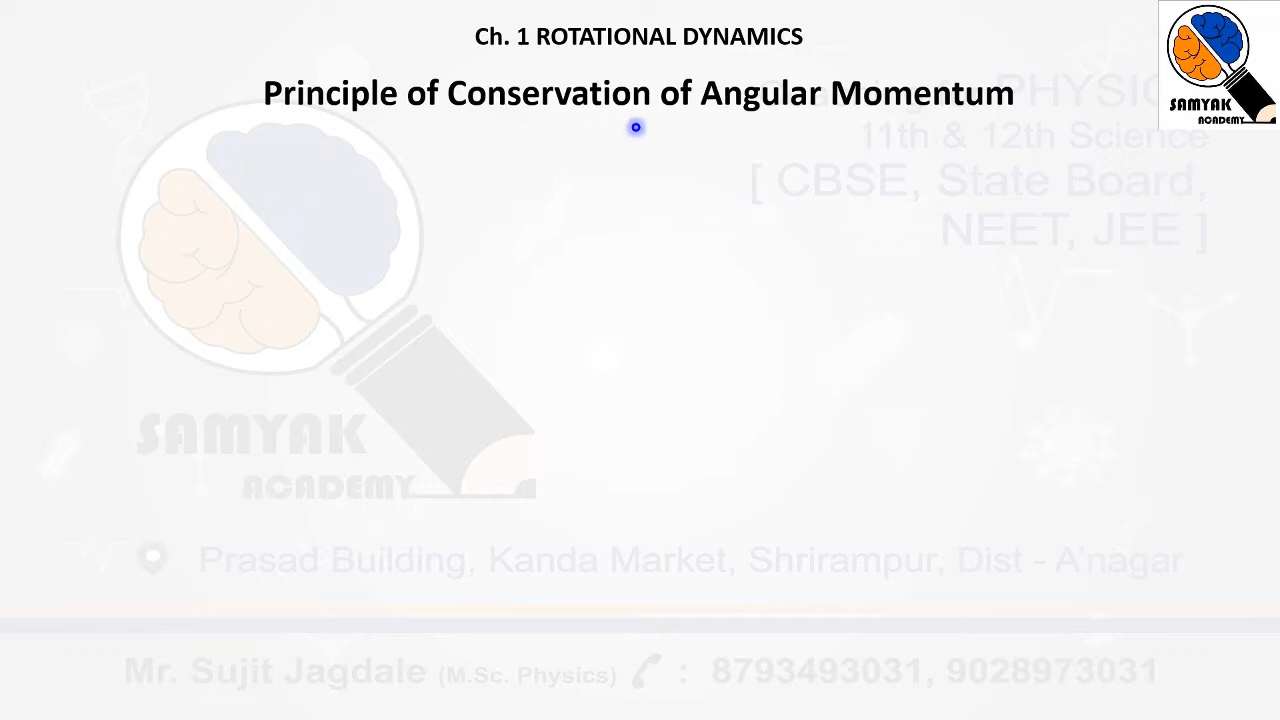 Ch. 1 ROTATIONAL DYNAMICS
Principle of Conservation of Angular Momentum
SAMYAK
ACADEMY
PHYSIC
11th & 12th Science
[ CBSE, State Board,
NEET, JEE ]
SAMYAK
ACADEMY
Prasad Building, Kanda Market, Shrirampur, Dist - A'nagar
Mr. Sujit Jagdale (M.Sc. Physics) : 8793493031, 9028973031